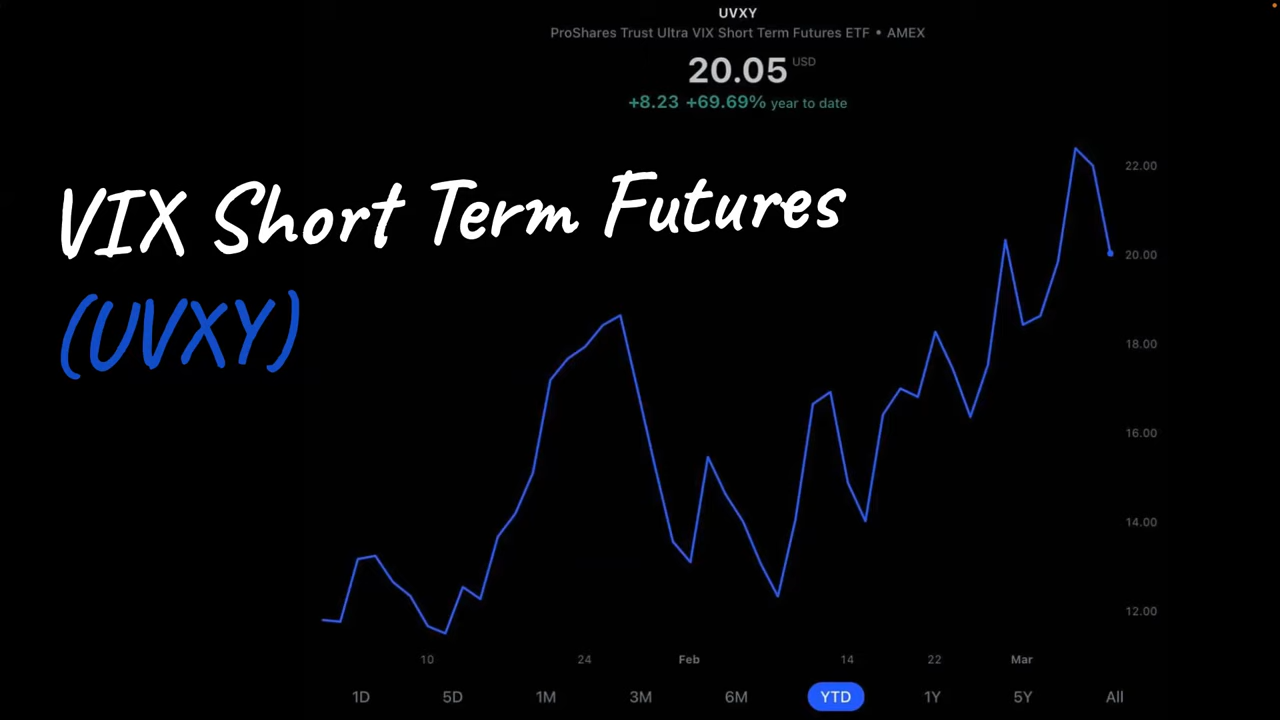 UVXY
ProShares Trust Ultra VIX Short Term Futures ETF • AMEX
20.05 USD
+8.23 +69.69% year to date
VIX Short Term Futures
(UVXY)
22.00
20.00
18.00
16.00
14.00
12.00
10 24 Feb 14 22 Mar
1D 5D 1M 3M 6M YTD 1Y 5Y All